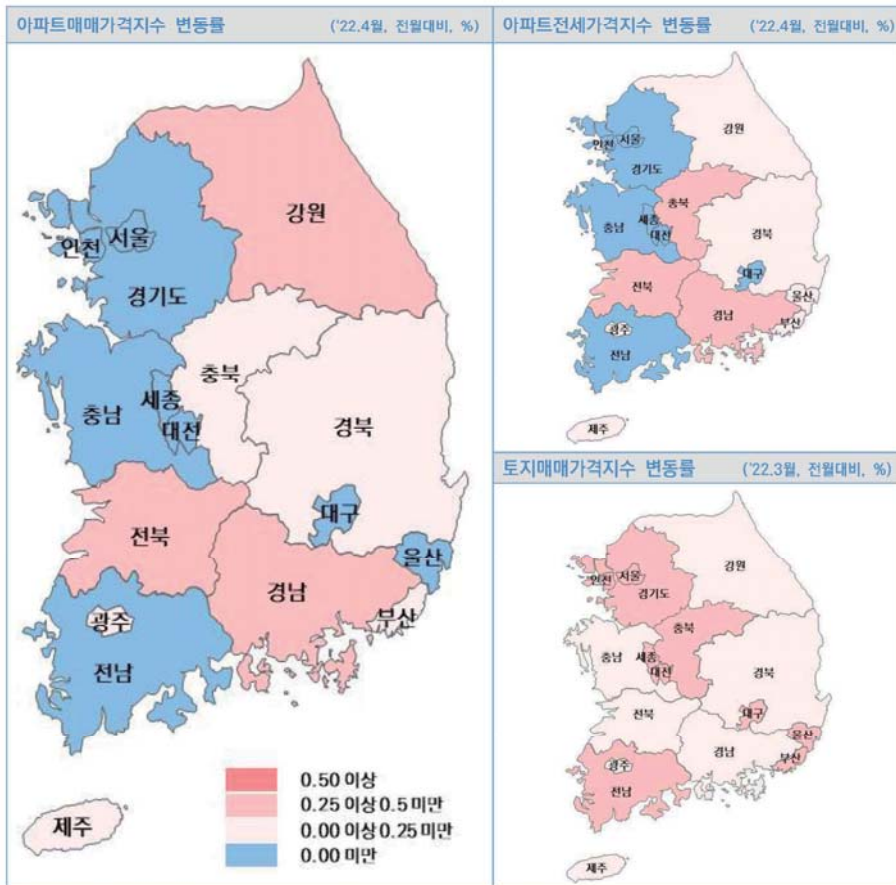 아파트매매가격지수 변동률 ('22.4월, 전월대비, %)
강원
인천 서울
경기도
충북
세종
충남
대전
경북
대구
전북
울산
경남
부산
광주
전남
제주
0.50 이상
0.25 이상 0.5 미만
0.00 이상 0.25 미만
0.00 미만
아파트전세가격지수 변동률 ('22.4월, 전월대비, %)
강원
인천 서울
경기도
충북
세종
충남
대전
경북
대구
전북
울산
경남
부산
광주
전남
제주
토지매매가격지수 변동률 ('22.3월, 전월대비, %)
강원
인천 서울
경기도
충북
충남 세종
대전
경북
대구
전북
울산
경남
부산
광주
전남
제주